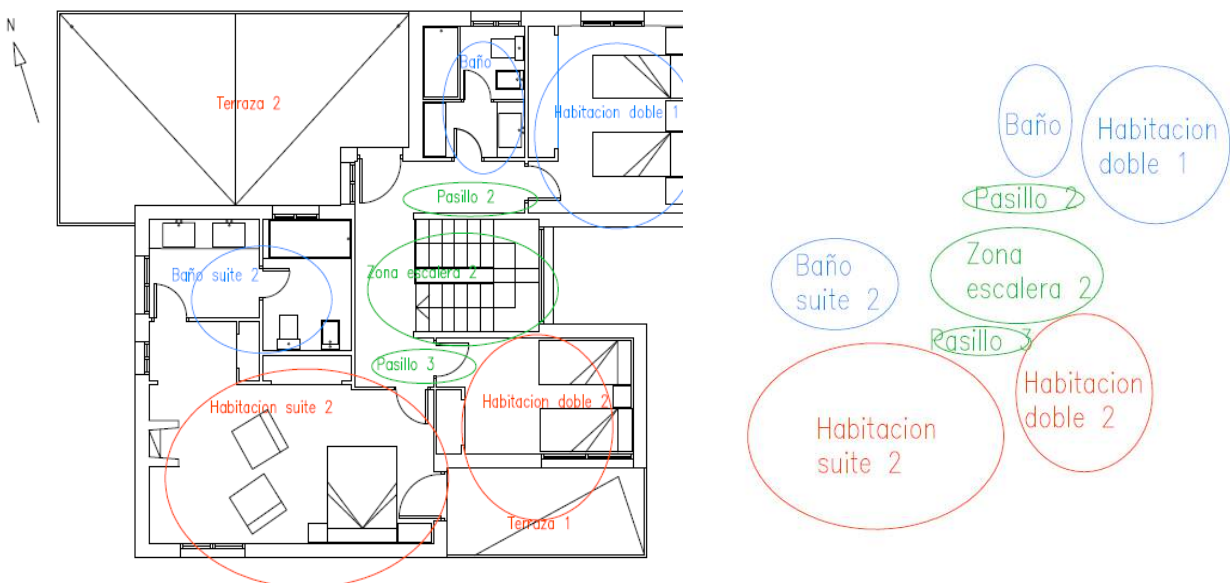 N
Baño
Terraza 2
Habitacion doble 1
Pasillo 2
Baño suite 2
Zona escalera 2
Pasillo 3
Habitacion suite 2
Habitacion doble 2
Terraza 1
Baño
Habitacion
doble 1
Pasillo 2
Zona
escalera 2
Baño
suite 2
Pasillo 3
Habitacion
doble 2
Habitacion
suite 2